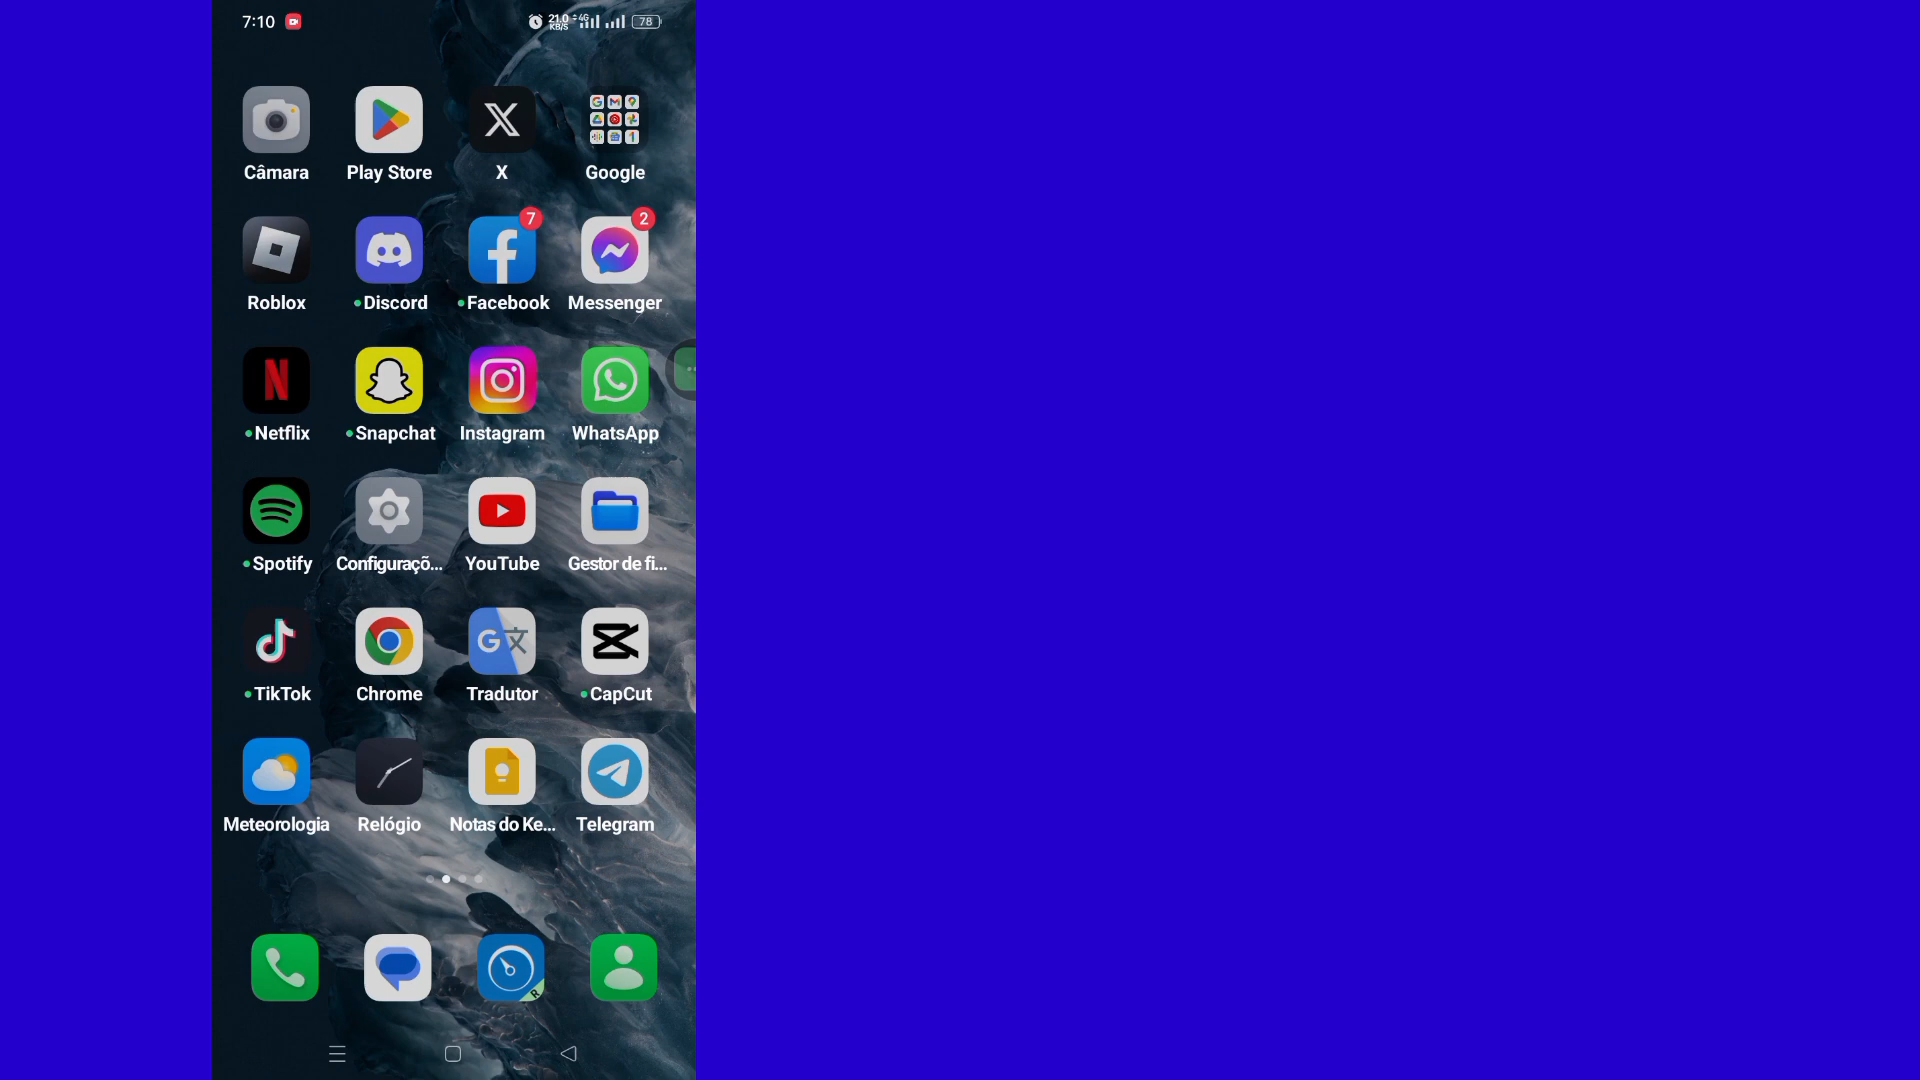 7:10 21.0 KB/S 4G 78
Câmara Play Store X Google
7 2
Roblox Discord Facebook Messenger
Netflix Snapchat Instagram WhatsApp
Spotify Configuraçõ... YouTube Gestor de fi...
TikTok Chrome Tradutor CapCut
Meteorologia Relógio Notas do Ke... Telegram
R